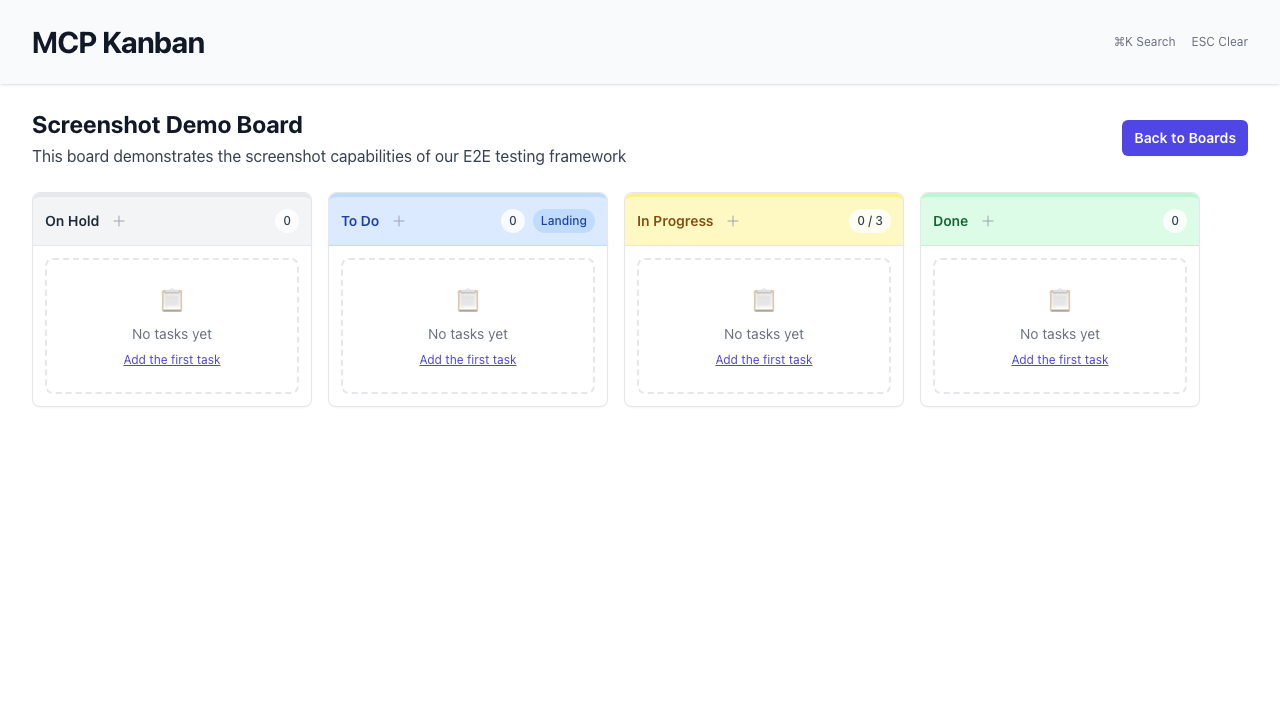 MCP Kanban
⌘K Search ESC Clear
Screenshot Demo Board
This board demonstrates the screenshot capabilities of our E2E testing framework
Back to Boards
On Hold + 0
No tasks yet
Add the first task
To Do + 0 Landing
No tasks yet
Add the first task
In Progress + 0 / 3
No tasks yet
Add the first task
Done + 0
No tasks yet
Add the first task